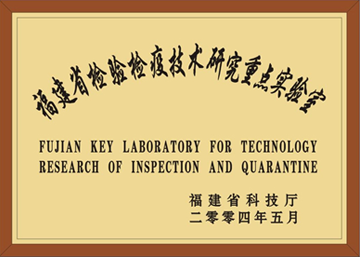 福建省检验检疫技术研究重点实验室
FUJIAN KEY LABORATORY FOR TECHNOLOGY
RESEARCH OF INSPECTION AND QUARANTINE
福建省科技厅
二零零四年五月